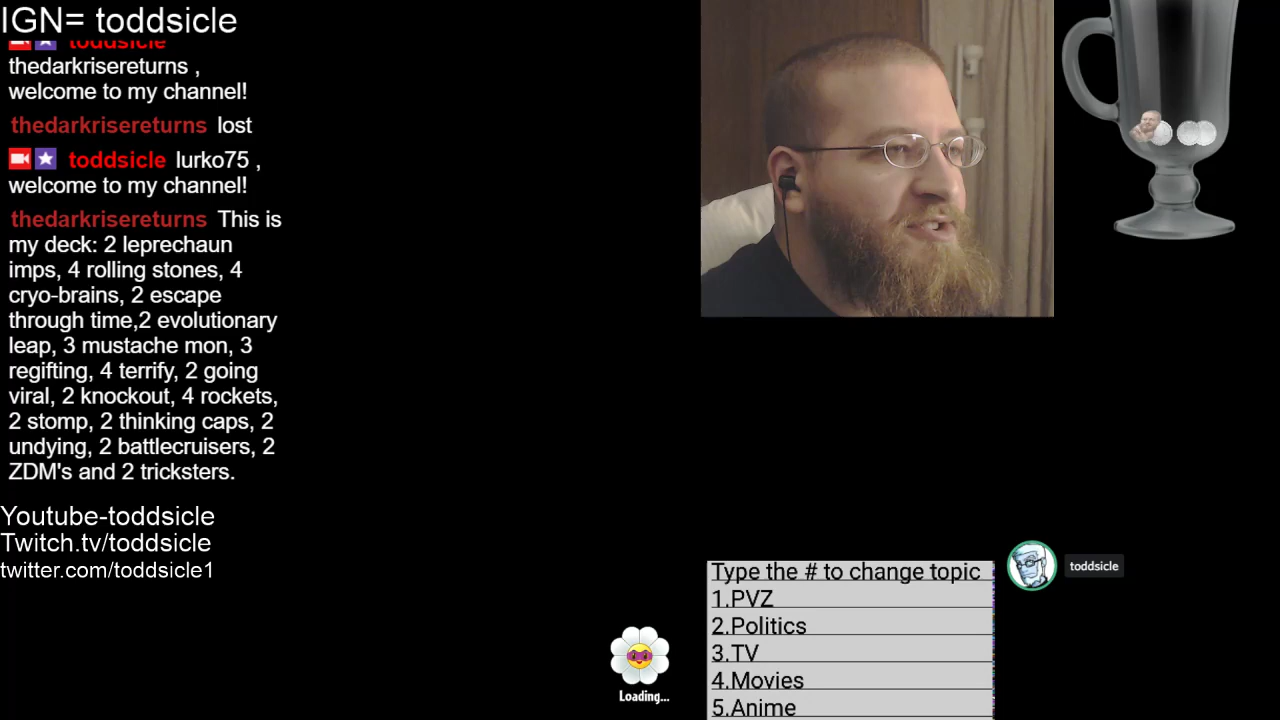 IGN= toddsicle
toddsicle
thedarkrisereturns ,
welcome to my channel!
thedarkrisereturns lost
toddsicle lurko75 ,
welcome to my channel!
thedarkrisereturns This is
my deck: 2 leprechaun
imps, 4 rolling stones, 4
cryo-brains, 2 escape
through time,2 evolutionary
leap, 3 mustache mon, 3
regifting, 4 terrify, 2 going
viral, 2 knockout, 4 rockets,
2 stomp, 2 thinking caps, 2
undying, 2 battlecruisers, 2
ZDM's and 2 tricksters.
Youtube-toddsicle
Twitch.tv/toddsicle
twitter.com/toddsicle1
Loading...
Type the # to change topic
1.PVZ
2.Politics
3.TV
4.Movies
5.Anime
toddsicle